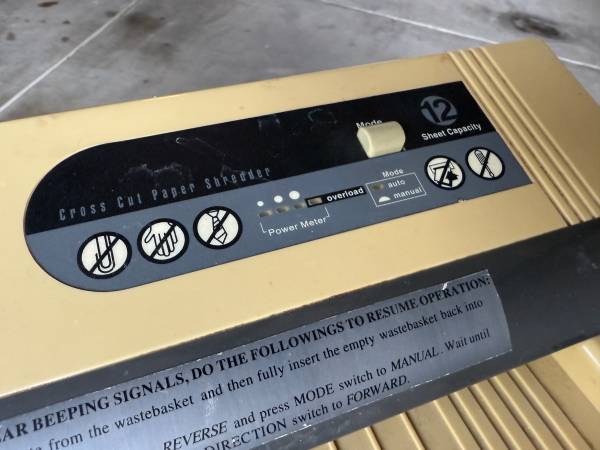 12
Sheet Capacity
Mode
Cross Cut Paper Shredder
Mode
auto
manual
overload
Power Meter
EAR BEEPING SIGNALS, DO THE FOLLOWINGS TO RESUME OPERATION:
from the wastebasket and then fully insert the empty wastebasket back into
REVERSE and press MODE switch to MANUAL. Wait until
DIRECTION switch to FORWARD.